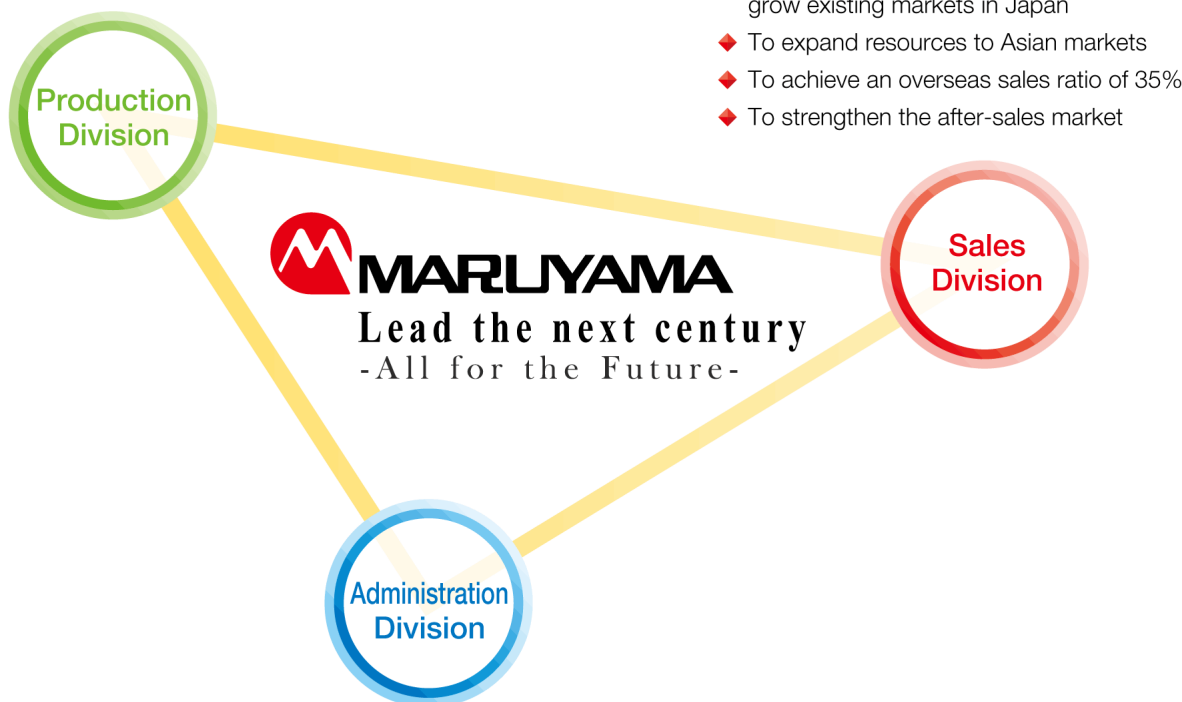 grow existing markets in Japan
To expand resources to Asian markets
To achieve an overseas sales ratio of 35%
To strengthen the after-sales market
Production
Division
Sales
Division
MARUYAMA
Lead the next century
-All for the Future-
Administration
Division